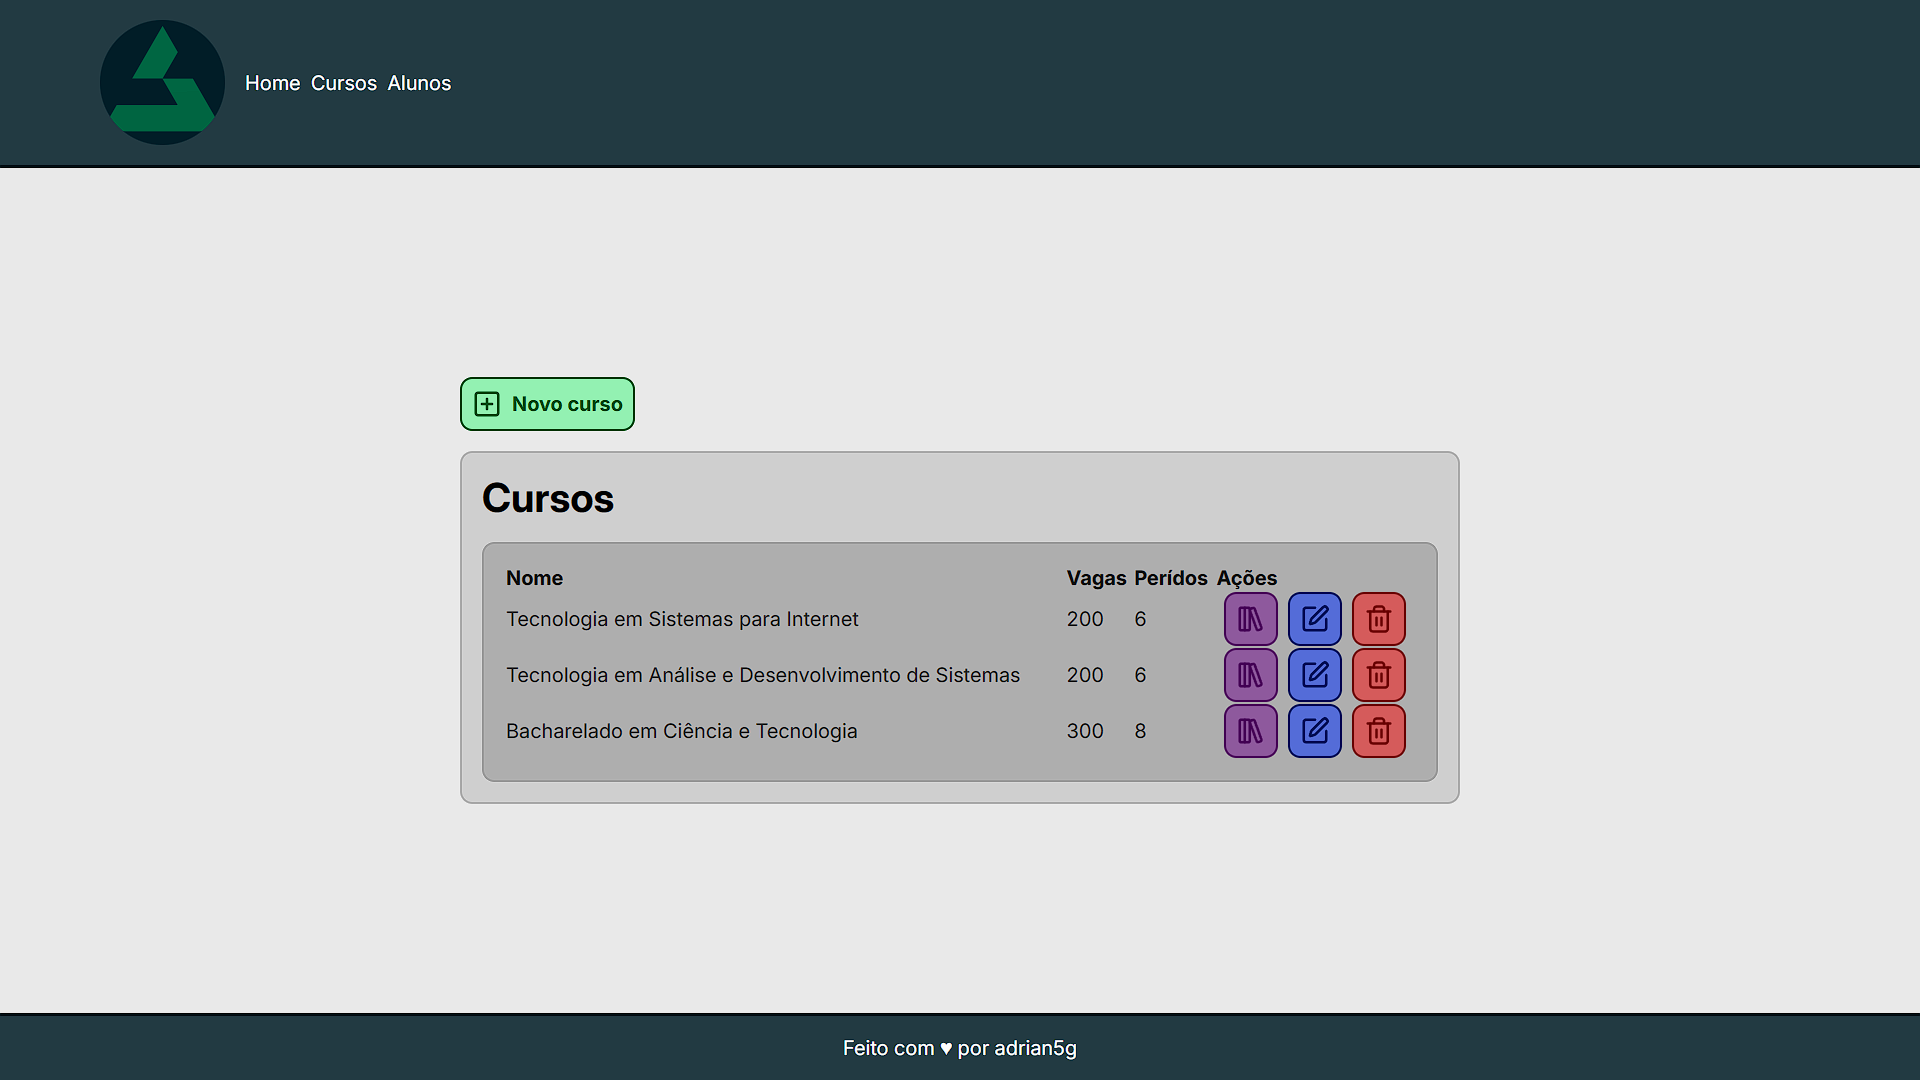 Home Cursos Alunos
Novo curso
Cursos
Nome Vagas Perídos Ações
Tecnologia em Sistemas para Internet 200 6
Tecnologia em Análise e Desenvolvimento de Sistemas 200 6
Bacharelado em Ciência e Tecnologia 300 8
Feito com ♥ por adrian5g